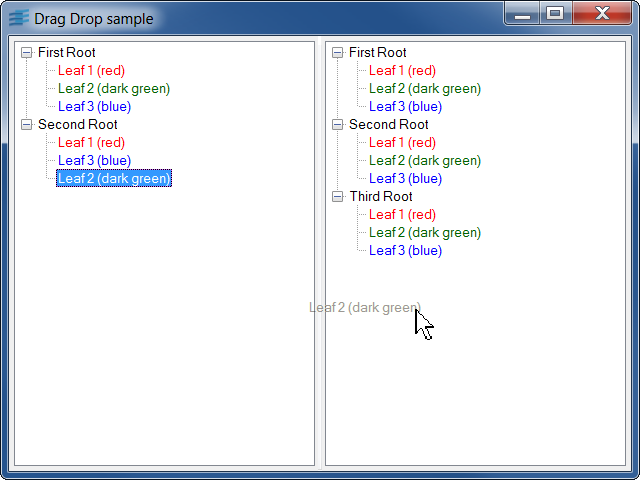 Drag Drop sample
First Root
Leaf 1 (red)
Leaf 2 (dark green)
Leaf 3 (blue)
Second Root
Leaf 1 (red)
Leaf 3 (blue)
Leaf 2 (dark green)
First Root
Leaf 1 (red)
Leaf 2 (dark green)
Leaf 3 (blue)
Second Root
Leaf 1 (red)
Leaf 2 (dark green)
Leaf 3 (blue)
Third Root
Leaf 1 (red)
Leaf 2 (dark green)
Leaf 3 (blue)
Leaf 2 (dark green)